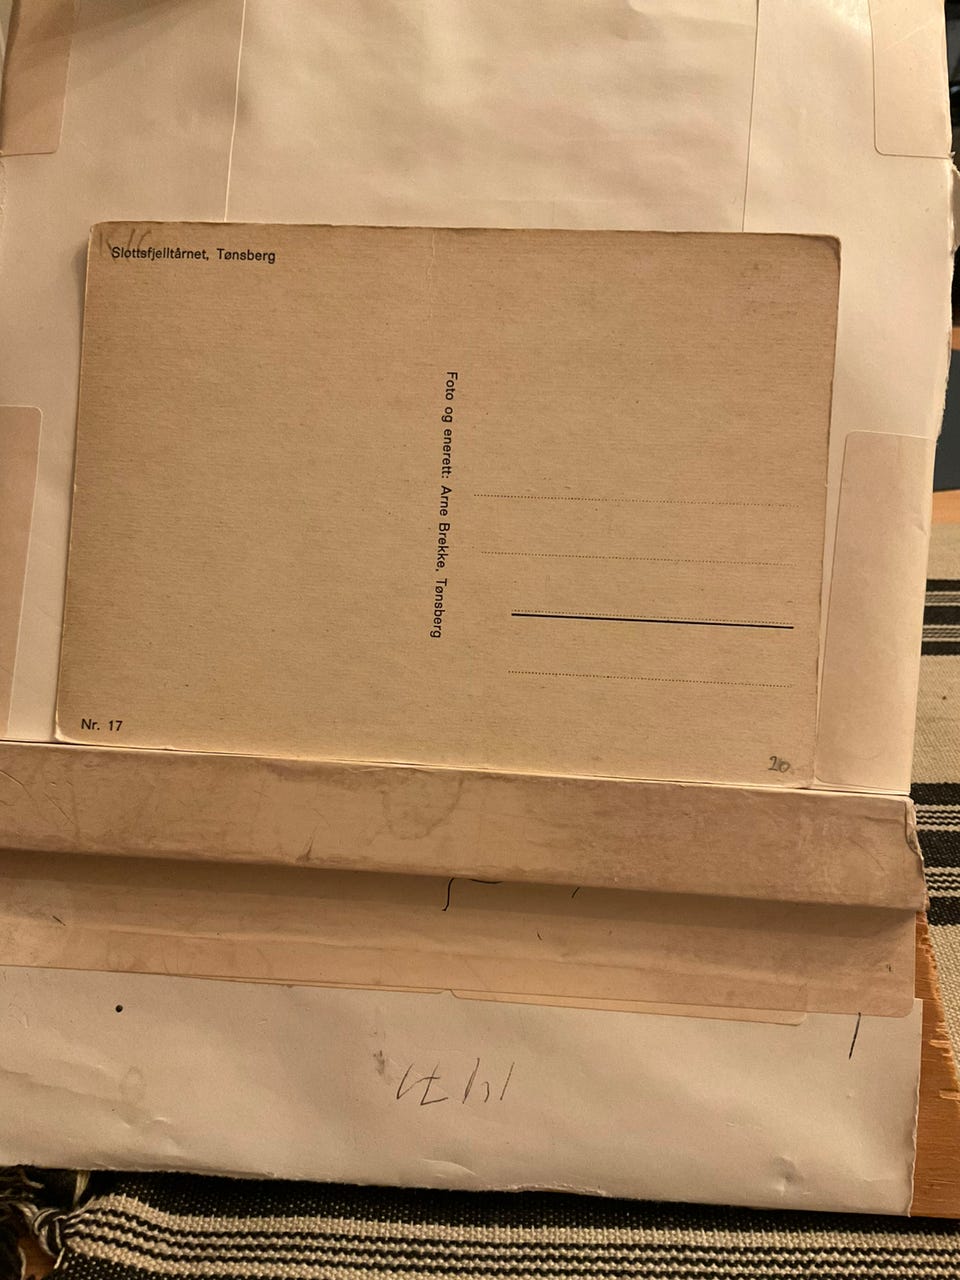 Slottsfjelltårnet, Tønsberg
Foto og enerett: Arne Brekke, Tønsberg
Nr. 17
20